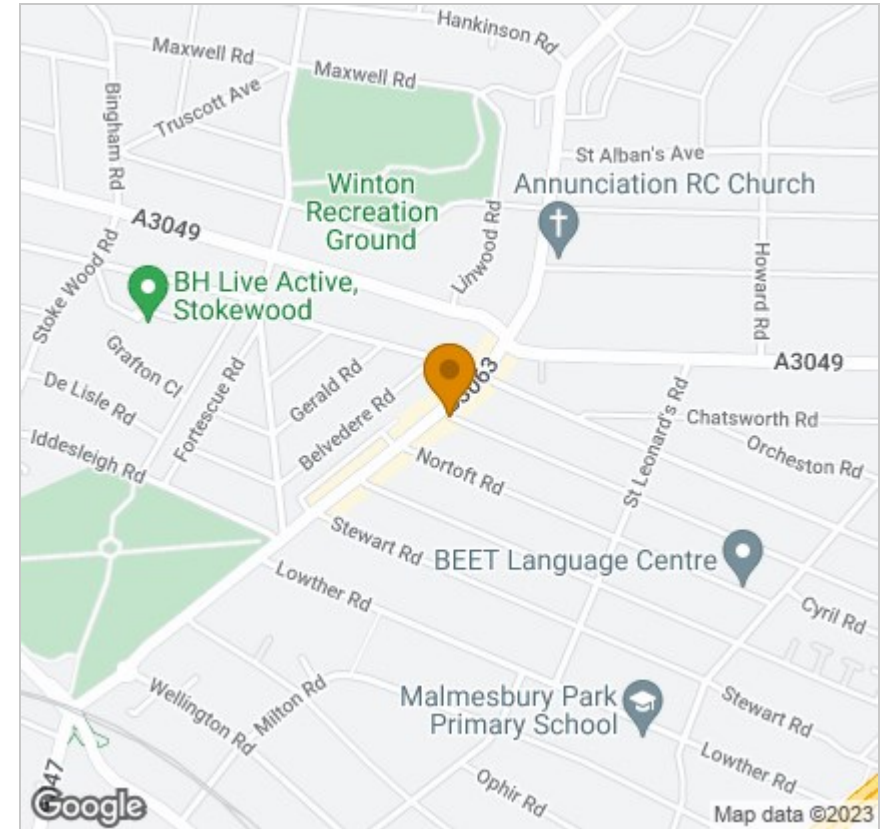 Hankinson Rd
Maxwell Rd
Maxwell Rd
Bingham Rd
Truscott Ave
St Alban's Ave
Winton
Recreation
Ground
Annunciation RC Church
A3049
Linwood Rd
Stoke Wood Rd
Howard Rd
BH Live Active,
Stokewood
A3049
Grafton Cl
Gerald Rd
De Lisle Rd
Fortescue Rd
Belvedere Rd
St Leonard's Rd
Chatsworth Rd
Orcheston Rd
Iddesleigh Rd
Nortoft Rd
Stewart Rd
BEET Language Centre
Lowther Rd
Cyril Rd
Malmesbury Park
Primary School
Wellington Rd
Milton Rd
Stewart Rd
Lowther Rd
Ophir Rd
Google
Map data ©2023